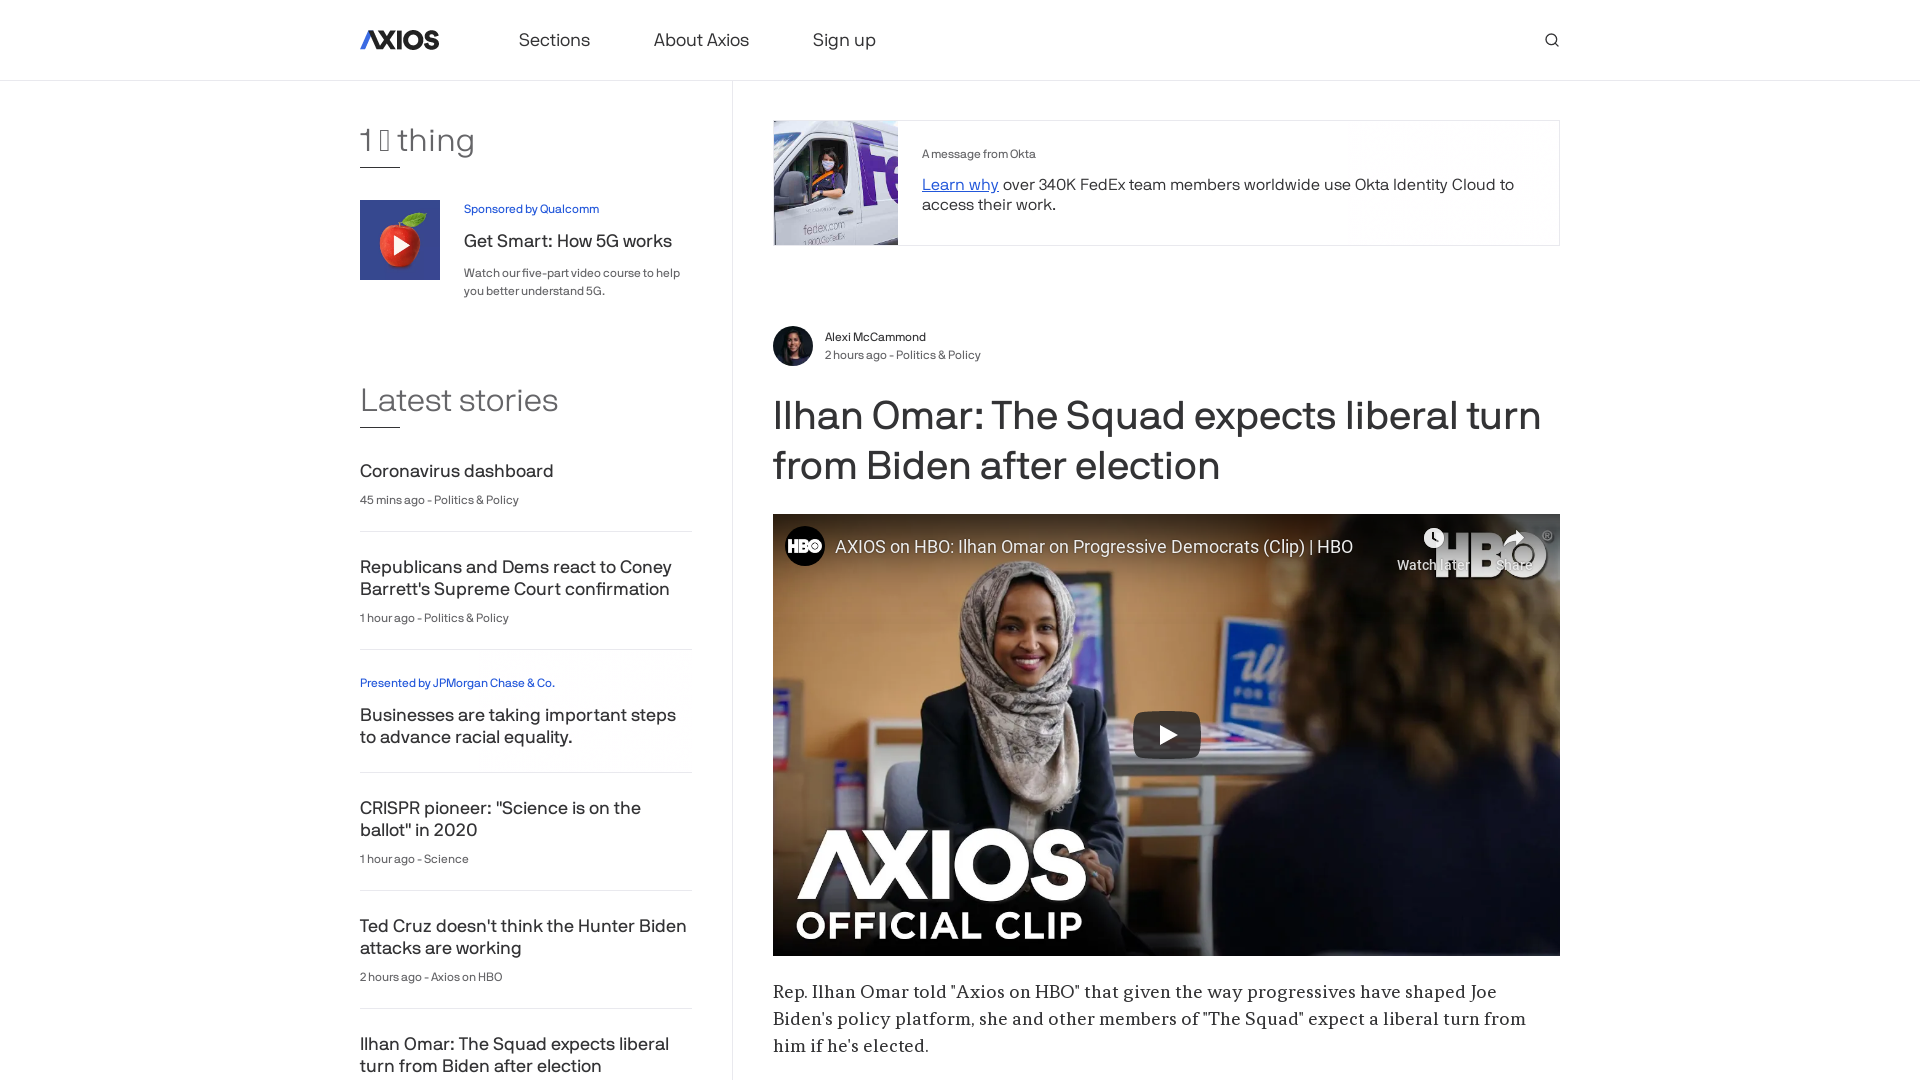 AXIOS
Sections
About Axios
Sign up
1 thing
Sponsored by Qualcomm
Get Smart: How 5G works
Watch our five-part video course to help
you better understand 5G.
Latest stories
Coronavirus dashboard
45 mins ago - Politics & Policy
Republicans and Dems react to Coney
Barrett's Supreme Court confirmation
1 hour ago - Politics & Policy
Presented by JPMorgan Chase & Co.
Businesses are taking important steps
to advance racial equality.
CRISPR pioneer: "Science is on the
ballot" in 2020
1 hour ago - Science
Ted Cruz doesn't think the Hunter Biden
attacks are working
2 hours ago - Axios on HBO
Ilhan Omar: The Squad expects liberal
turn from Biden after election
fedex.com
A message from Okta
Learn why over 340K FedEx team members worldwide use Okta Identity Cloud to
access their work.
Alexi McCammond
2 hours ago - Politics & Policy
Ilhan Omar: The Squad expects liberal turn
from Biden after election
HBO
AXIOS on HBO: Ilhan Omar on Progressive Democrats (Clip) | HBO
Watch later
Share
HBO®
AXIOS
OFFICIAL CLIP
Rep. Ilhan Omar told "Axios on HBO" that given the way progressives have shaped Joe
Biden's policy platform, she and other members of "The Squad" expect a liberal turn from
him if he's elected.